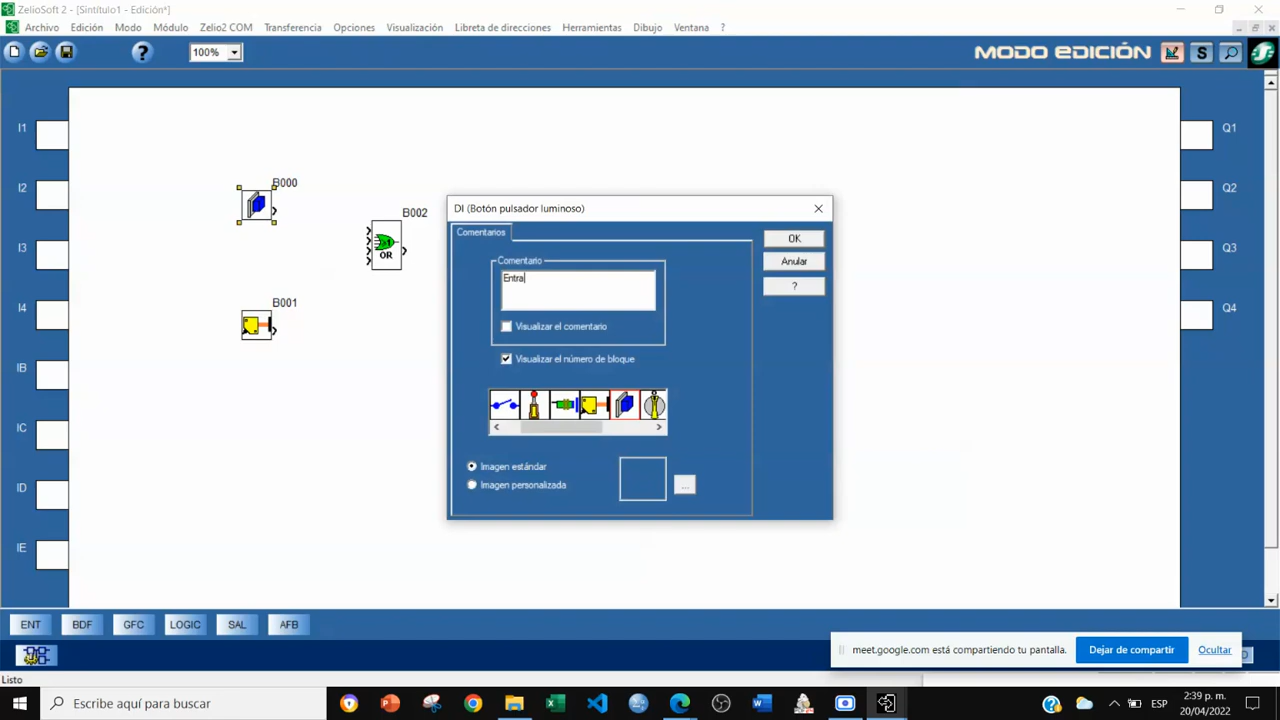 ZelioSoft 2 - [Sintítulo1 - Edición*]
Archivo Edición Modo Módulo Zelio2 COM Transferencia Opciones Visualización Libreta de direcciones Herramientas Dibujo Ventana ?
? 100% MODO EDICIÓN S
I1 Q1
I2 B000 Q2
B002
I3 OR Q3
I4 B001 Q4
IB
IC
ID
IE
DI (Botón pulsador luminoso)
Comentarios
OK
Comentario
Anular
Entra
?
Visualizar el comentario
Visualizar el número de bloque
Imagen estándar
Imagen personalizada
...
ENT BDF GFC LOGIC SAL AFB
meet.google.com está compartiendo tu pantalla. Dejar de compartir Ocultar
Listo
Escribe aquí para buscar
ESP
2:39 p. m.
20/04/2022